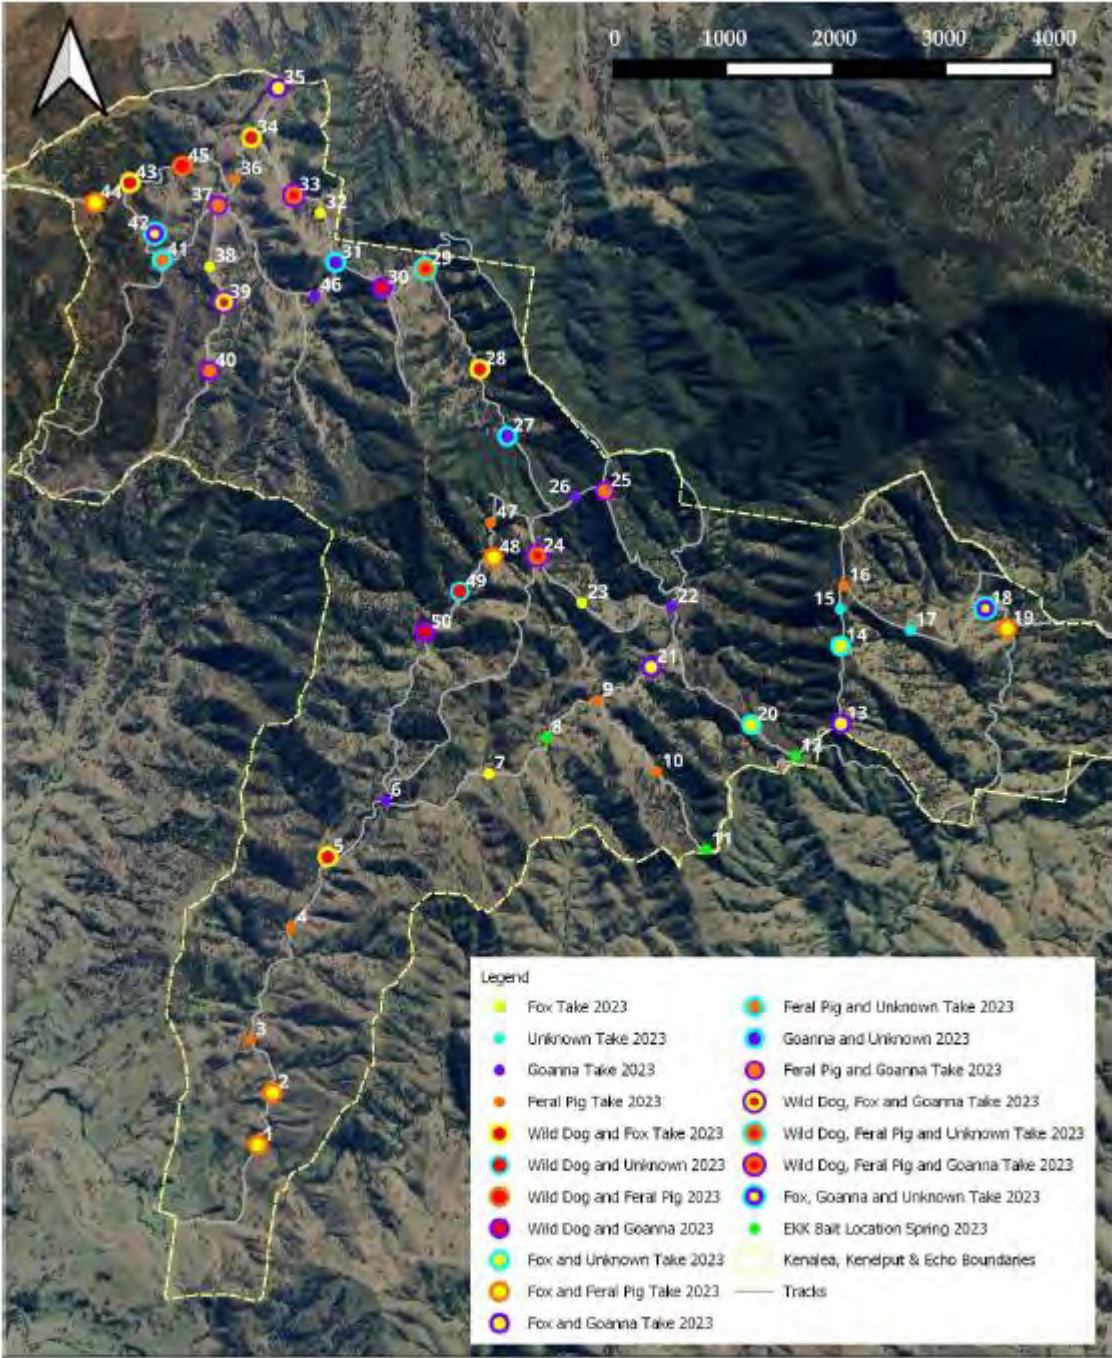 0 1000 2000 3000 4000
35
34
45
36
43
44
37
33
32
42
41
38
31
29
30
46
39
40
28
27
26
25
47
48
24
49
23
22
50
16
15
17
18
19
14
21
13
20
9
8
12
10
7
6
11
5
4
3
2
1
Legend
Fox Take 2023
Unknown Take 2023
Goanna Take 2023
Feral Pig Take 2023
Wild Dog and Fox Take 2023
Wild Dog and Unknown 2023
Wild Dog and Feral Pig 2023
Wild Dog and Goanna 2023
Fox and Unknown Take 2023
Fox and Feral Pig Take 2023
Fox and Goanna Take 2023
Feral Pig and Unknown Take 2023
Goanna and Unknown 2023
Feral Pig and Goanna Take 2023
Wild Dog, Fox and Goanna Take 2023
Wild Dog, Feral Pig and Unknown Take 2023
Wild Dog, Feral Pig and Goanna Take 2023
Fox, Goanna and Unknown Take 2023
EKK Bait Location Spring 2023
Kenalea, Kenelput & Echo Boundaries
Tracks